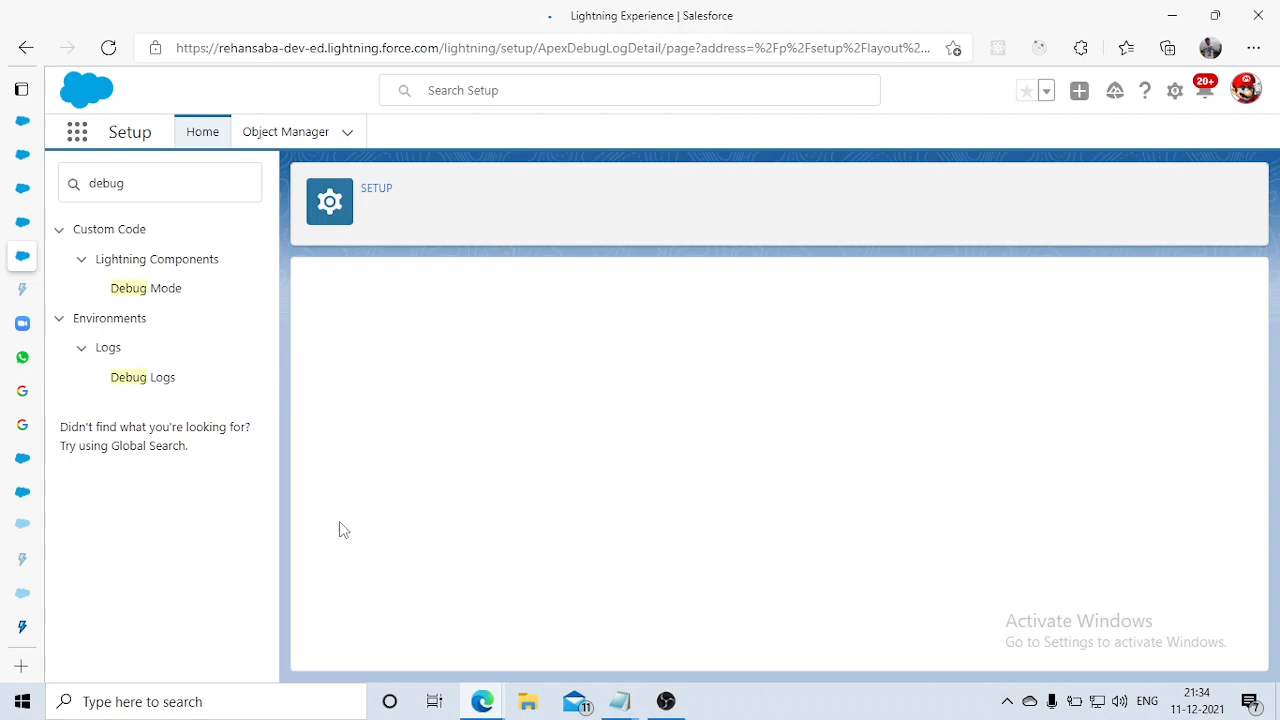 Lightning Experience | Salesforce
https://rehansaba-dev-ed.lightning.force.com/lightning/setup/ApexDebugLogDetail/page?address=%2Fp%2Fsetup%2Flayout%2...
Search Setup
20+
Setup
Home
Object Manager
debug
SETUP
Custom Code
Lightning Components
Debug Mode
Environments
Logs
Debug Logs
Didn't find what you're looking for?
Try using Global Search.
Activate Windows
Go to Settings to activate Windows.
Type here to search
11
ENG
21:34
11-12-2021
7